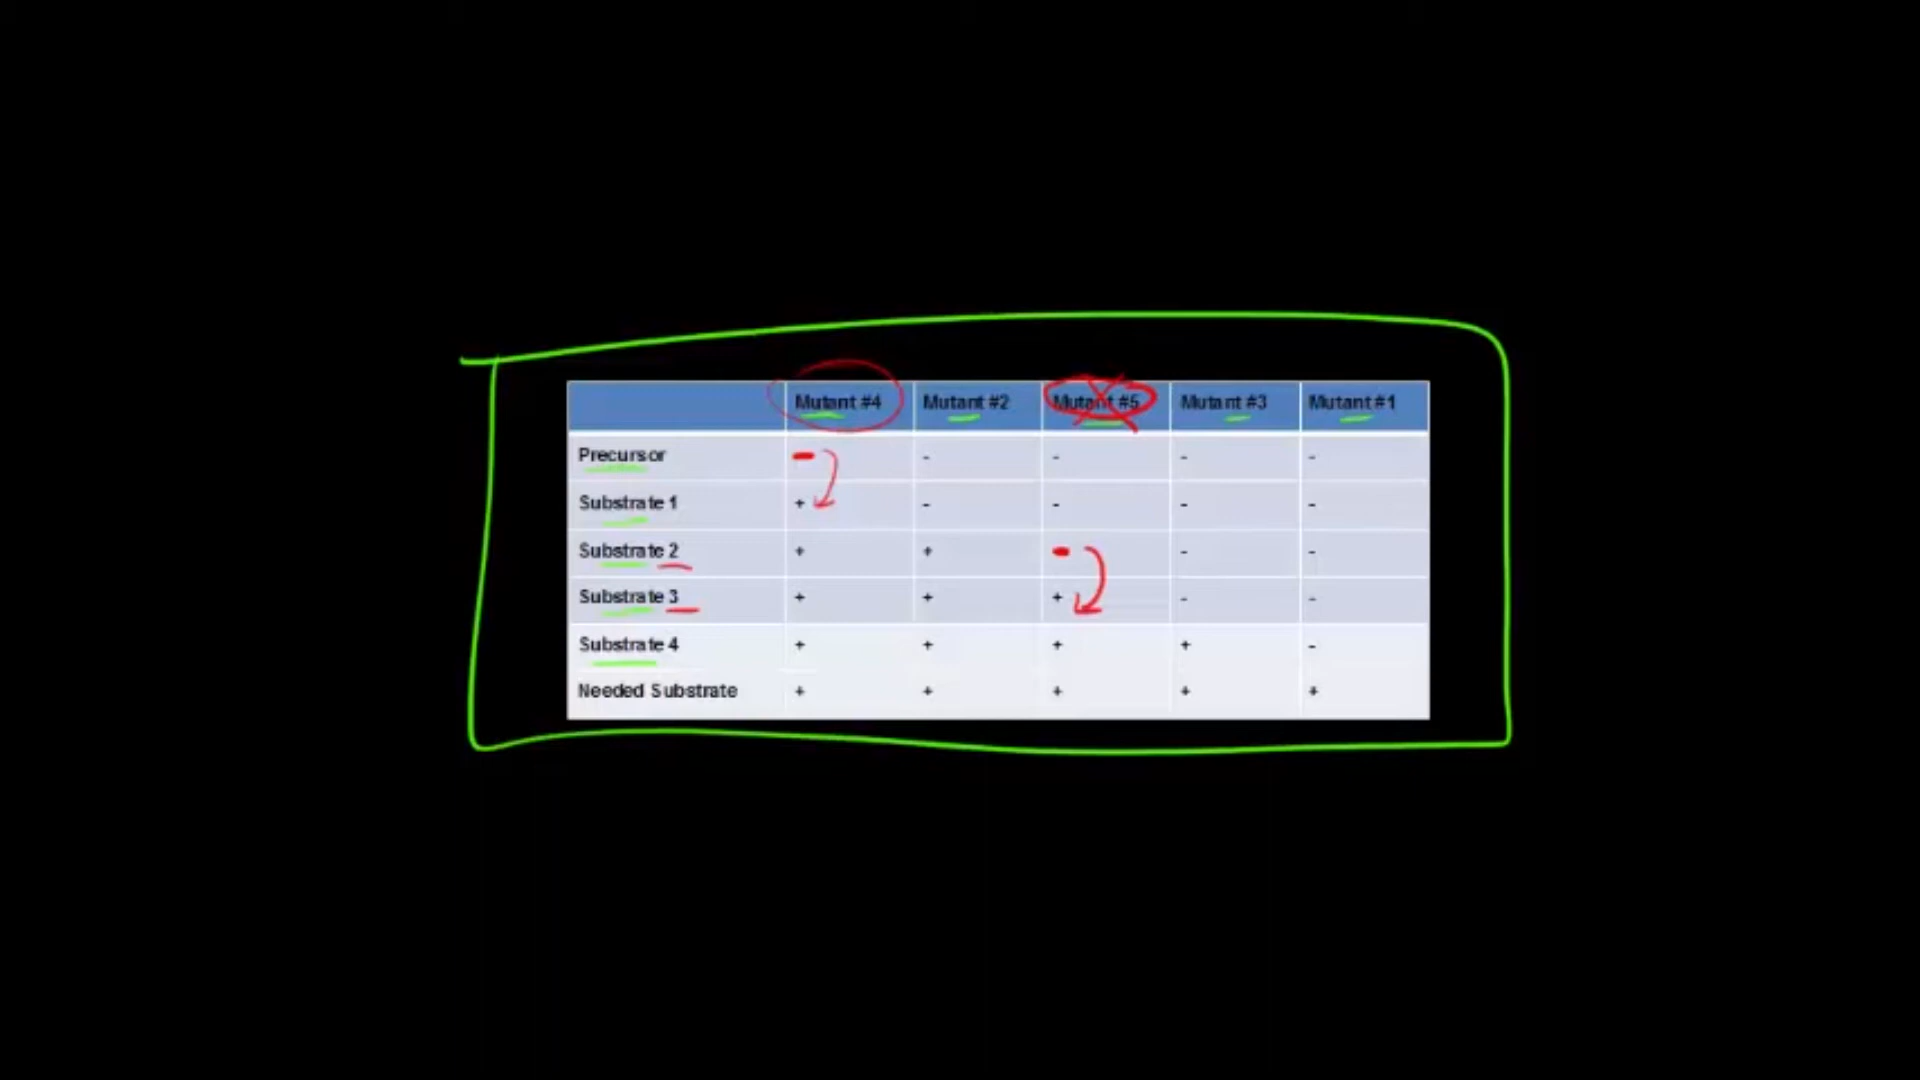 Mutant #4 Mutant #2 Mutant #5 Mutant #3 Mutant #1
Precursor - - - - -
Substrate 1 + - - - -
Substrate 2 + + - - -
Substrate 3 + + + - -
Substrate 4 + + + + -
Needed Substrate + + + + +